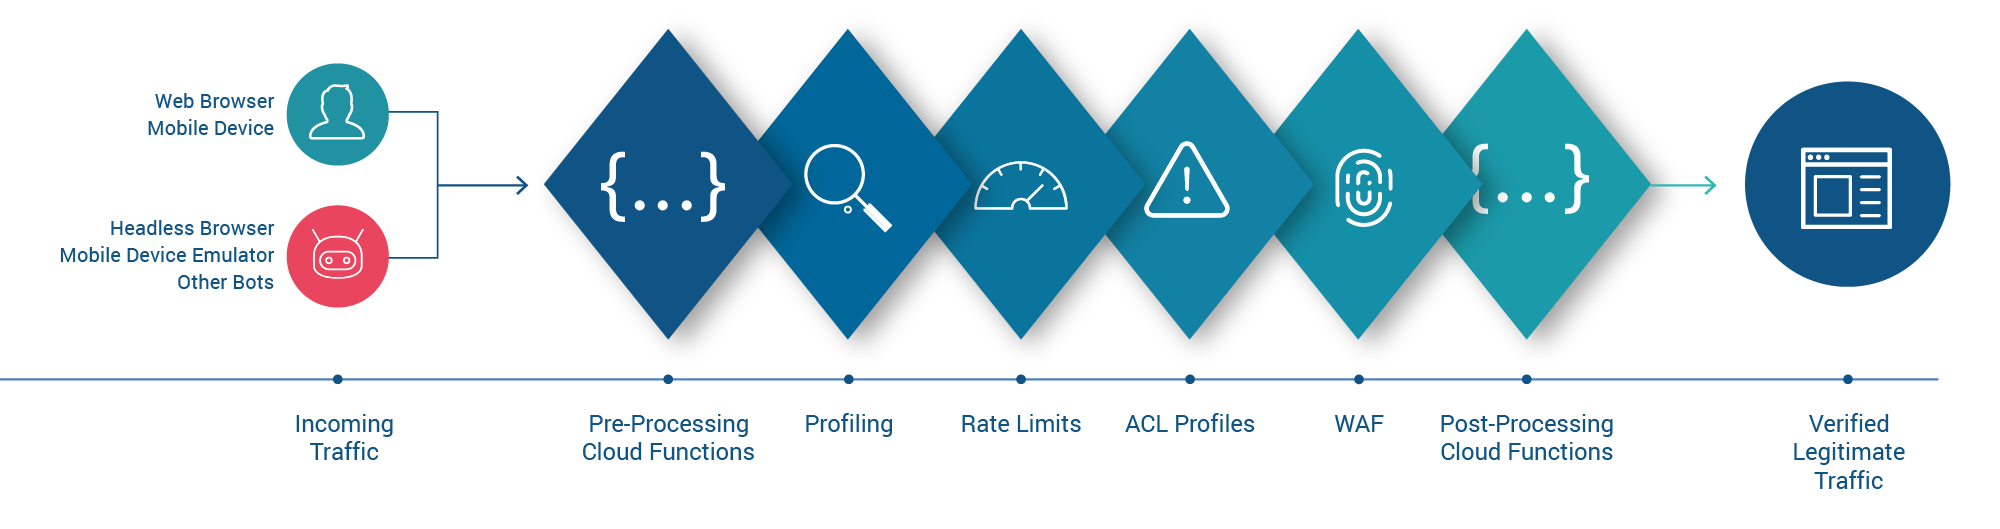 Web Browser
Mobile Device
Headless Browser
Mobile Device Emulator
Other Bots
{...}
{...}
Incoming
Traffic
Pre-Processing
Cloud Functions
Profiling
Rate Limits
ACL Profiles
WAF
Post-Processing
Cloud Functions
Verified
Legitimate
Traffic